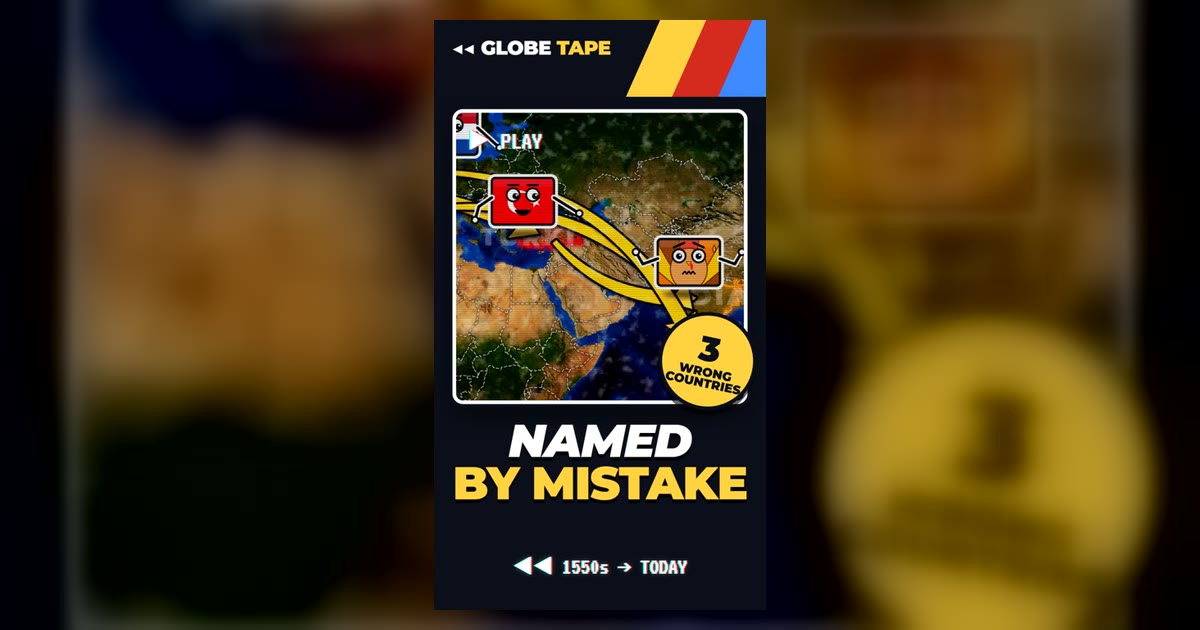 ◄◄ GLOBE TAPE
PLAY
3
WRONG
COUNTRIES
NAMED
BY MISTAKE
◄◄ 1550s → TODAY